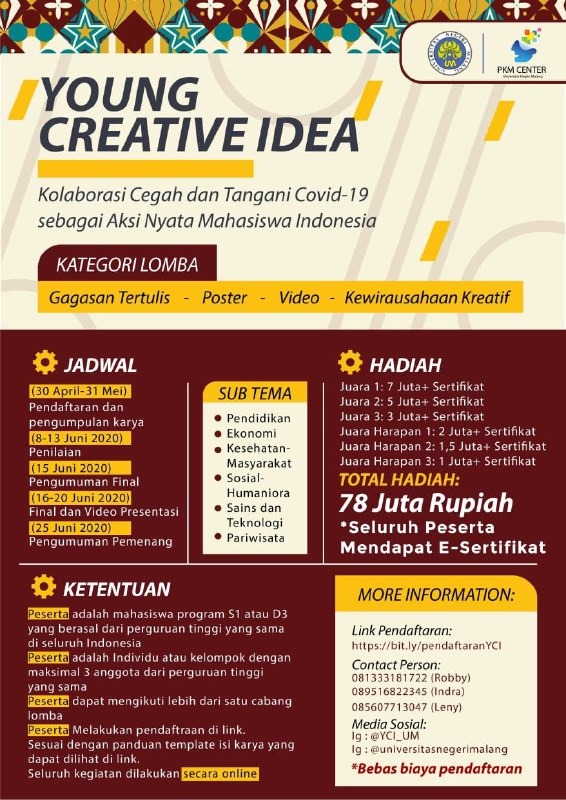 UNIVERSITAS NEGERI MALANG
UM
PKM CENTER
Universitas Negeri Malang
YOUNG
CREATIVE IDEA
Kolaborasi Cegah dan Tangani Covid-19
sebagai Aksi Nyata Mahasiswa Indonesia
KATEGORI LOMBA
Gagasan Tertulis - Poster - Video - Kewirausahaan Kreatif
JADWAL
(30 April-31 Mei)
Pendaftaran dan
pengumpulan karya
(8-13 Juni 2020)
Penilaian
(15 Juni 2020)
Pengumuman Final
(16-20 Juni 2020)
Final dan Video Presentasi
(25 Juni 2020)
Pengumuman Pemenang
SUB TEMA
Pendidikan
Ekonomi
Kesehatan-
Masyarakat
Sosial-
Humaniora
Sains dan
Teknologi
Pariwisata
HADIAH
Juara 1: 7 Juta+ Sertifikat
Juara 2: 5 Juta+ Sertifikat
Juara 3: 3 Juta+ Sertifikat
Juara Harapan 1: 2 Juta+ Sertifikat
Juara Harapan 2: 1,5 Juta+ Sertifikat
Juara Harapan 3: 1 Juta+ Sertifikat
TOTAL HADIAH:
78 Juta Rupiah
*Seluruh Peserta
Mendapat E-Sertifikat
KETENTUAN
Peserta adalah mahasiswa program S1 atau D3
yang berasal dari perguruan tinggi yang sama
di seluruh Indonesia
Peserta adalah Individu atau kelompok dengan
maksimal 3 anggota dari perguruan tinggi
yang sama
Peserta dapat mengikuti lebih dari satu cabang
lomba
Peserta Melakukan pendaftraan di link.
Sesuai dengan panduan template isi karya yang
dapat dilihat di link.
Seluruh kegiatan dilakukan secara online
MORE INFORMATION:
Link Pendaftaran:
https://bit.ly/pendaftaranYCI
Contact Person:
081333181722 (Robby)
089516822345 (Indra)
085607713047 (Leny)
Media Sosial:
Ig : @YCI_UM
Ig : @universitasnegerimalang
*Bebas biaya pendaftaran